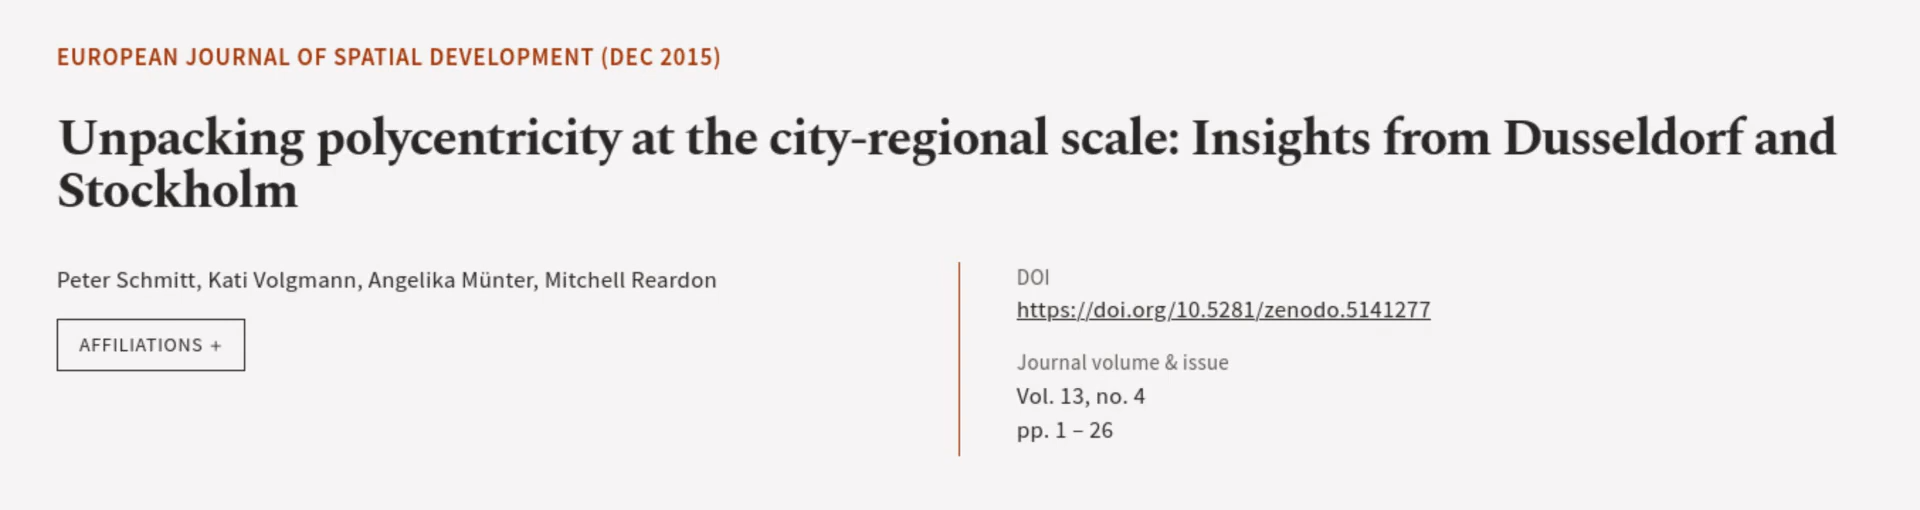 EUROPEAN JOURNAL OF SPATIAL DEVELOPMENT (DEC 2015)
Unpacking polycentricity at the city-regional scale: Insights from Dusseldorf and
Stockholm
Peter Schmitt, Kati Volgmann, Angelika Münter, Mitchell Reardon
AFFILIATIONS +
DOI
https://doi.org/10.5281/zenodo.5141277
Journal volume & issue
Vol. 13, no. 4
pp. 1 – 26